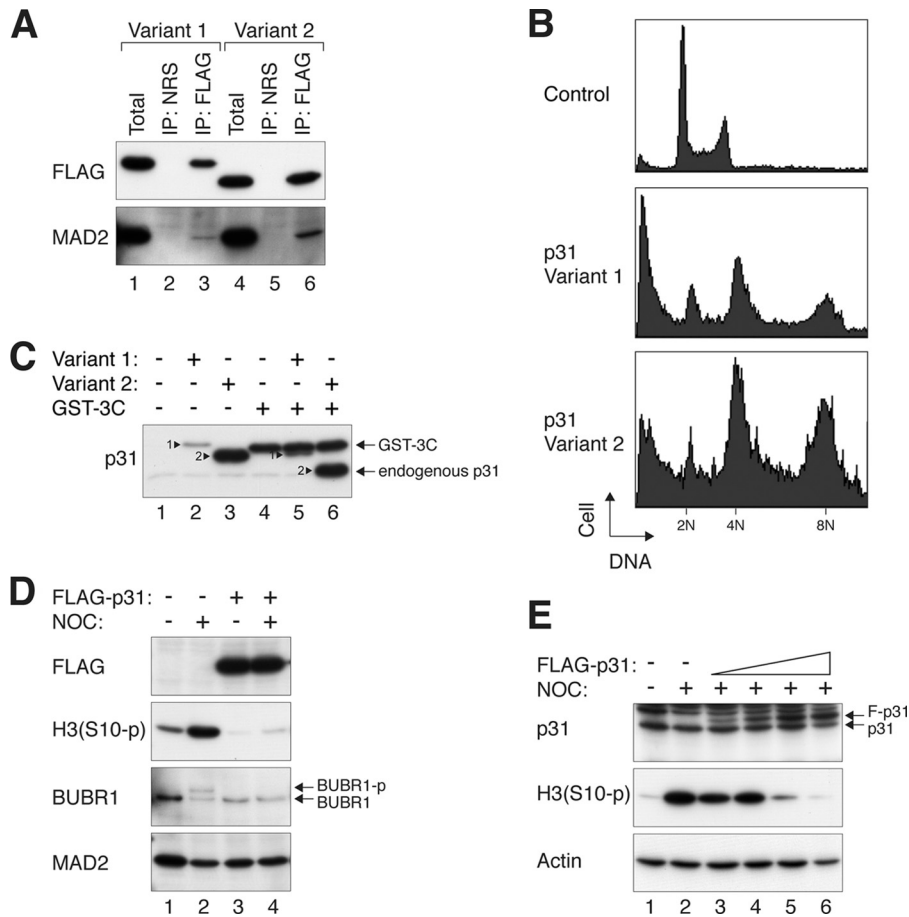 A
Variant 1 Variant 2
Total IP: NRS IP: FLAG Total IP: NRS IP: FLAG
FLAG
MAD2
1 2 3 4 5 6
B
Control
p31
Variant 1
p31
Variant 2
Cell
2N 4N 8N
DNA
C
Variant 1: - + - - + -
Variant 2: - - + - - +
GST-3C - - - + + +
p31
1
2
1
2
GST-3C
endogenous p31
1 2 3 4 5 6
D
FLAG-p31: - - + +
NOC: - + - +
FLAG
H3(S10-p)
BUBR1
BUBR1-p
BUBR1
MAD2
1 2 3 4
E
FLAG-p31: - -
NOC: - + + + + +
p31
F-p31
p31
H3(S10-p)
Actin
1 2 3 4 5 6